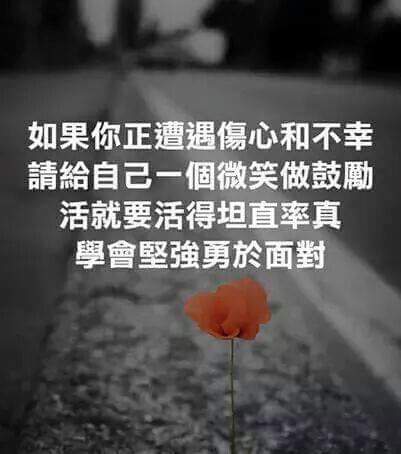 如果你正遭遇傷心和不幸
請給自己一個微笑做鼓勵
活就要活得坦直率真
學會堅強勇於面對